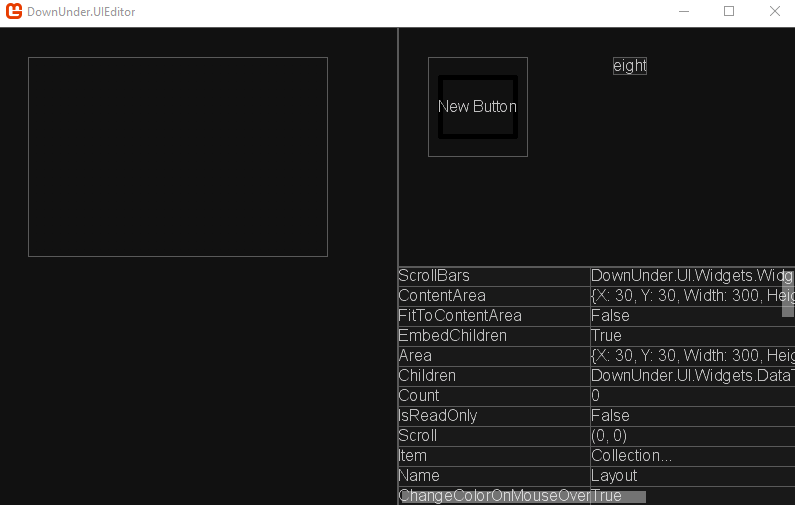 DownUnder.UIEditor
New Button
eight
ScrollBars DownUnder.UI.Widgets.Widg
ContentArea {X: 30, Y: 30, Width: 300, Heig
FitToContentArea False
EmbedChildren True
Area {X: 30, Y: 30, Width: 300, Heig
Children DownUnder.UI.Widgets.DataT
Count 0
IsReadOnly False
Scroll (0, 0)
Item Collection...
Name Layout
ChangeColorOnMouseOver True